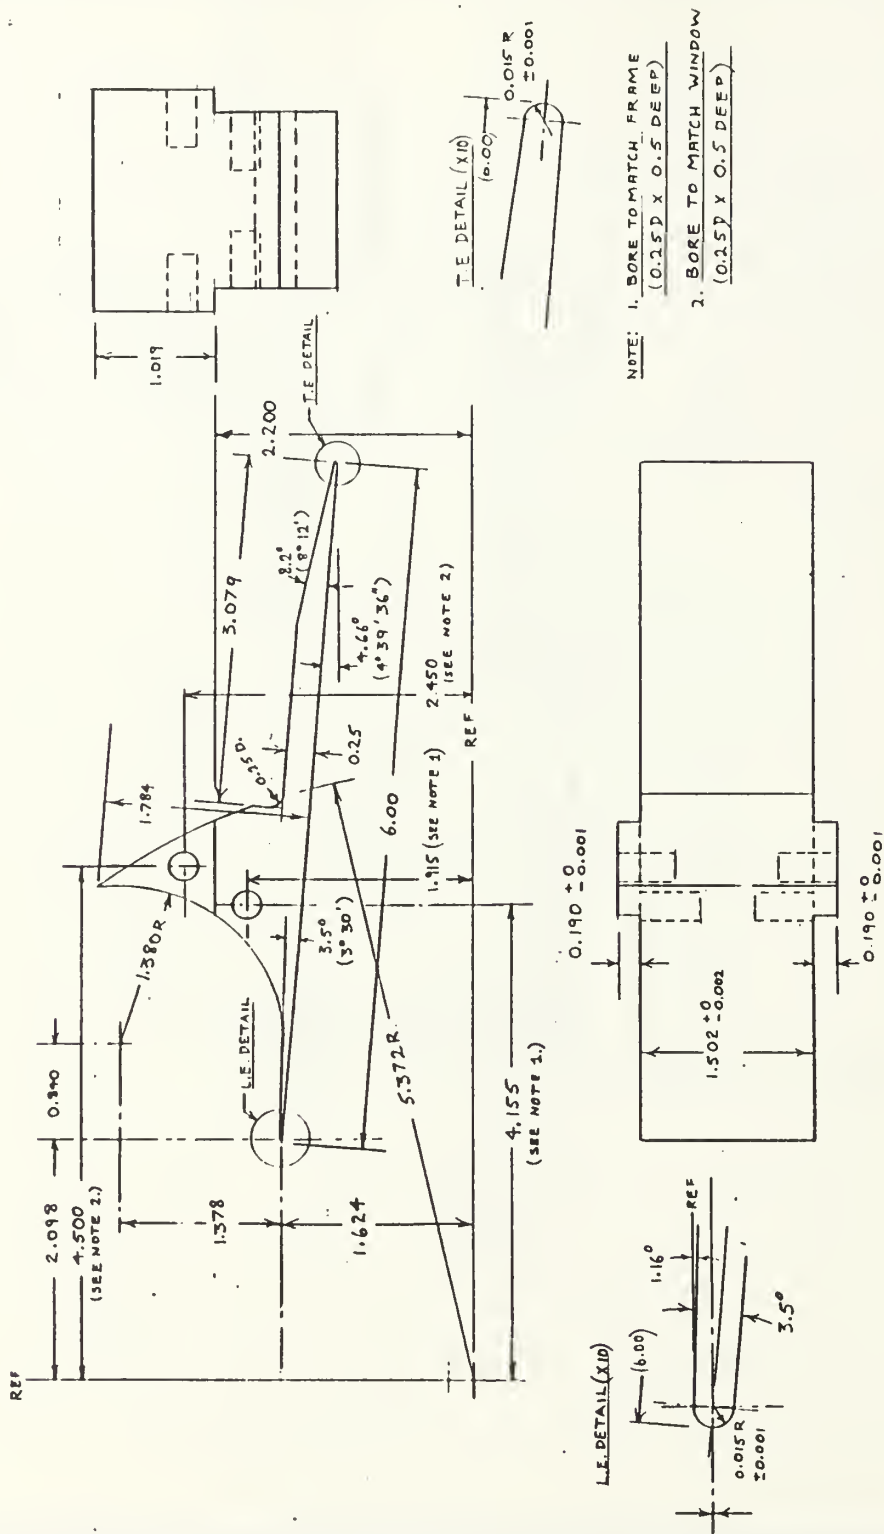 REF
2.098
0.840
4.500
(SEE NOTE 2.)
1.380R
1.378
1.624
L.E. DETAIL
1.784
0.25 D.
3.079
1.019
2.200
T.E DETAIL
8.2°
(8° 12')
4.66°
(4° 39' 36")
2.450
(SEE NOTE 2)
0.25
6.00
1.915 (SEE NOTE 1)
REF
3.5°
(3° 30')
5.372R.
4.155
(SEE NOTE 1.)
T.E DETAIL (X10)
(6.00)
0.015 R
±0.001
NOTE: 1. BORE TO MATCH FRAME
(0.25D X 0.5 DEEP)
2. BORE TO MATCH WINDOW
(0.25D X 0.5 DEEP)
L.E. DETAIL (X10)
(6.00)
1.16°
REF
3.5°
0.015R
±0.001
0.190 +0
-0.001
1.502 +0
-0.002
0.190 +0
-0.001